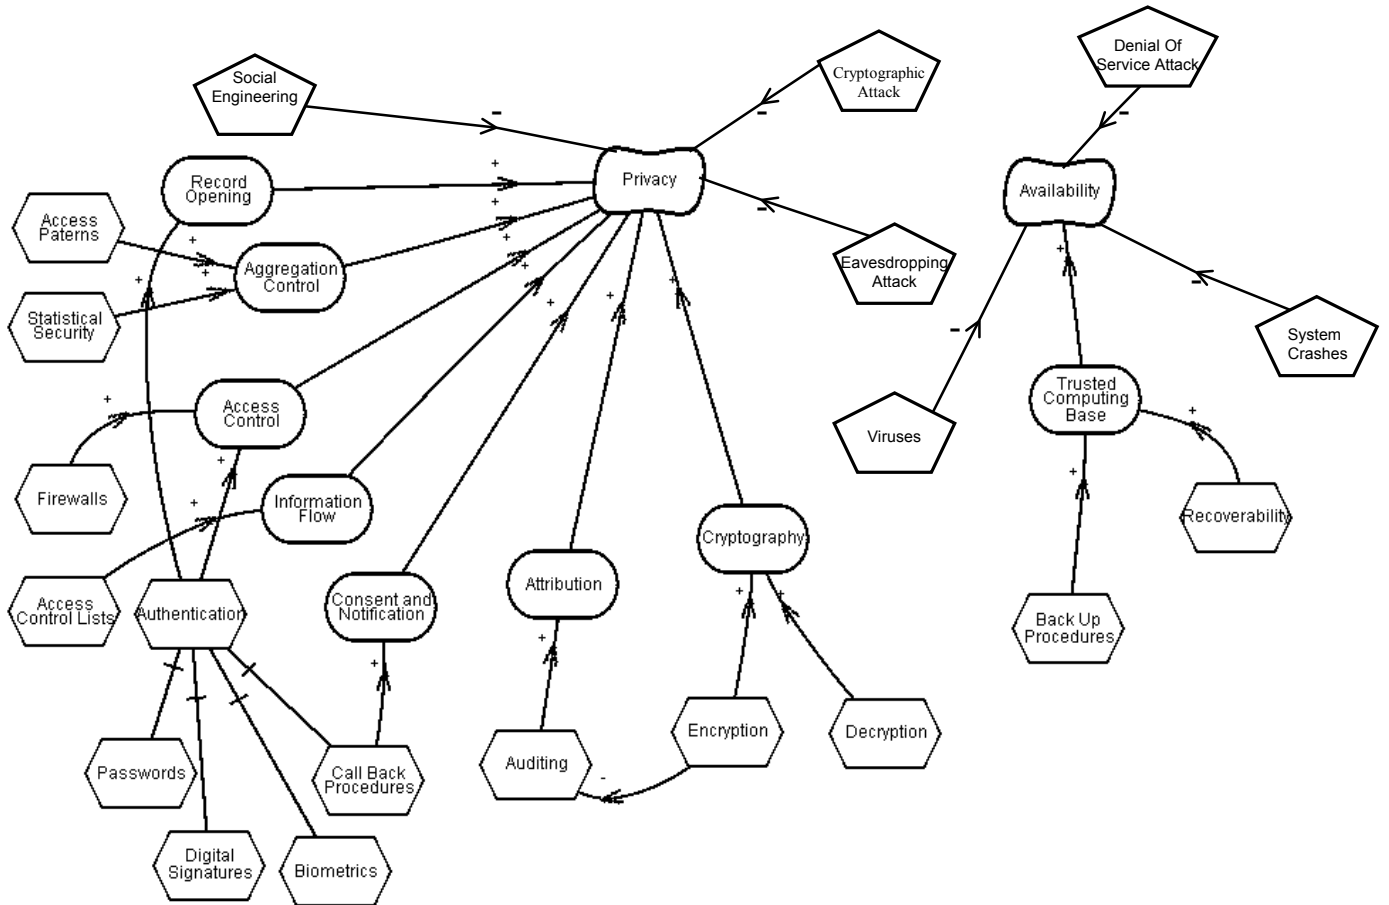 Denial Of
Service Attack
Social
Engineering
Cryptographic
Attack
-
-
-
Record
Opening
+
Privacy
Availability
Access
Paterns
+
+
-
+
Aggregation
Control
+
+
+
+
+
Eavesdropping
Attack
-
Statistical
Security
+
+
+
-
System
Crashes
Trusted
Computing
Base
+
Access
Control
+
Viruses
+
+
Firewalls
+
Information
Flow
Recoverability
Cryptography
Access
Control Lists
Authentication
Consent and
Notification
Attribution
+
+
Back Up
Procedures
+
+
Passwords
Call Back
Procedures
Auditing
Encryption
Decryption
-
Digital
Signatures
Biometrics